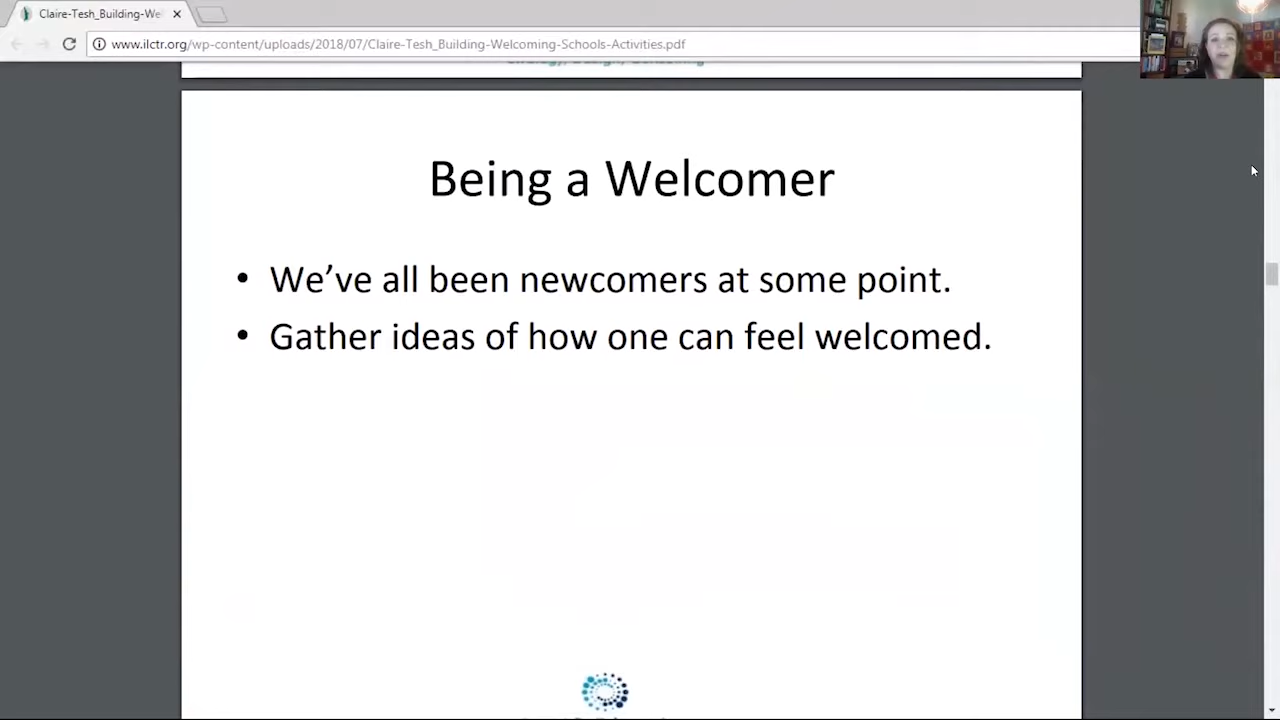 Claire-Tesh_Building-We
www.ilctr.org/wp-content/uploads/2018/07/Claire-Tesh_Building-Welcoming-Schools-Activities.pdf
Being a Welcomer
• We’ve all been newcomers at some point.
• Gather ideas of how one can feel welcomed.